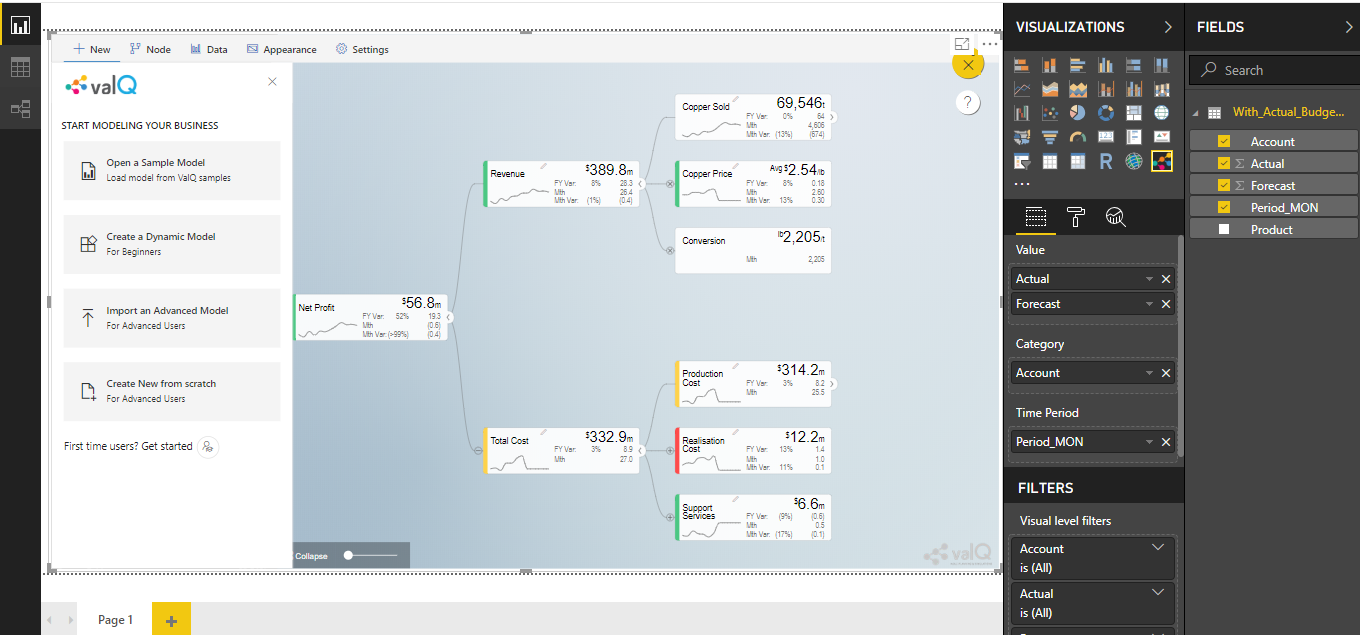 New
Node
Data
Appearance
Settings
valQ
START MODELING YOUR BUSINESS
Open a Sample Model
Load model from ValQ samples
Create a Dynamic Model
For Beginners
Import an Advanced Model
For Advanced Users
Create New from scratch
For Advanced Users
First time users? Get started
Net Profit
$56.8m
FY Var: 52% 19.3
Mth (0.6)
Mth Var: (>99%) (0.4)
Revenue
$389.8m
FY Var: 8% 28.3
Mth 26.4
Mth Var: (1%) (0.4)
Total Cost
$332.9m
FY Var: 3% 8.9
Mth 27.0
Copper Sold
69,546t
FY Var: 0% 64
Mth 4,606
Mth Var: (13%) (674)
Copper Price
Avg $2.54/lb
FY Var: 8% 0.18
Mth 2.60
Mth Var: 13% 0.30
Conversion
lb2,205/t
Mth 2,205
Production
Cost
$314.2m
FY Var: 3% 8.2
Mth 25.5
Realisation
Cost
$12.2m
FY Var: 13% 1.4
Mth 1.0
Mth Var: 11% 0.1
Support
Services
$6.6m
FY Var: (9%) (0.6)
Mth 0.5
Mth Var: (17%) (0.1)
Collapse
valQ
?
Page 1
VISUALIZATIONS
R
Value
Actual
Forecast
Category
Account
Time Period
Period_MON
FILTERS
Visual level filters
Account
is (All)
Actual
is (All)
FIELDS
Search
With_Actual_Budge...
Account
Σ Actual
Σ Forecast
Period_MON
Product